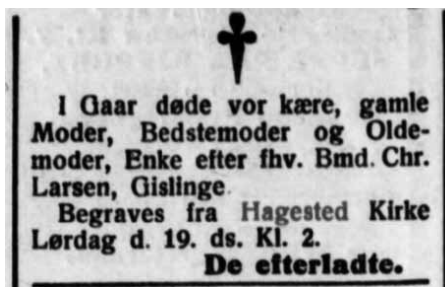 I Gaar døde vor kære, gamle
Moder, Bedstemoder og Olde-
moder, Enke efter fhv. Bmd. Chr.
Larsen, Gislinge.
Begraves fra Hagested Kirke
Lørdag d. 19. ds. Kl. 2.
De efterladte.